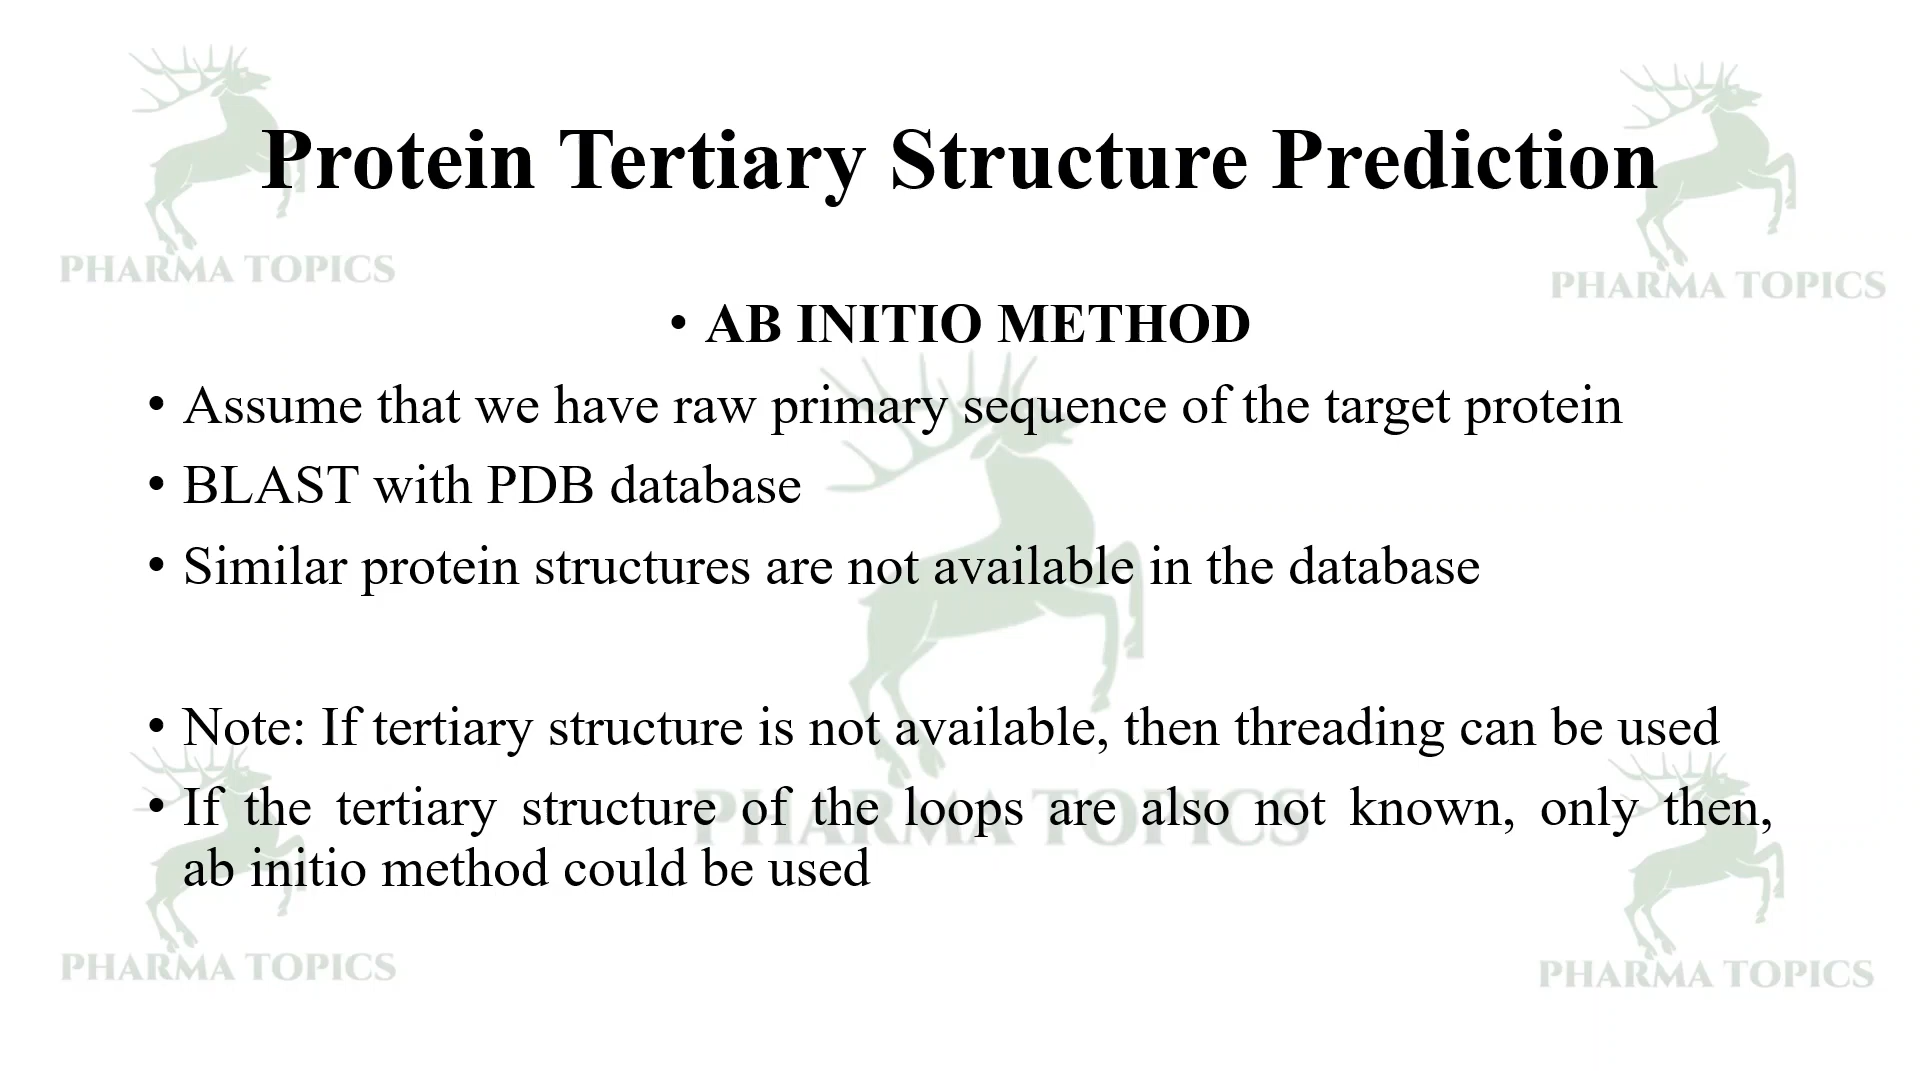 Protein Tertiary Structure Prediction
PHARMA TOPICS
PHARMA TOPICS
• AB INITIO METHOD
• Assume that we have raw primary sequence of the target protein
• BLAST with PDB database
• Similar protein structures are not available in the database
• Note: If tertiary structure is not available, then threading can be used
• If the tertiary structure of the loops are also not known, only then,
ab initio method could be used
PHARMA TOPICS
PHARMA TOPICS
PHARMA TOPICS